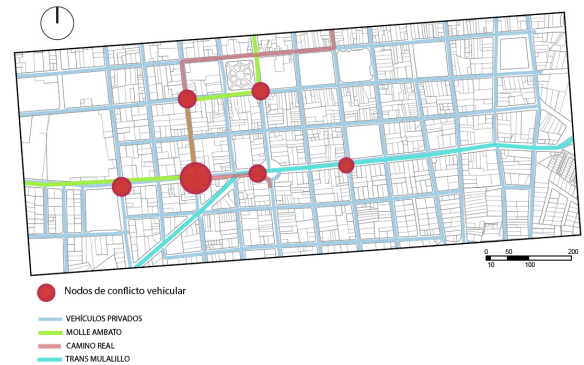 0 50 200
10 100
Nodos de conflicto vehicular
VEHÍCULOS PRIVADOS
MOLLE AMBATO
CAMINO REAL
TRANS MULALILLO